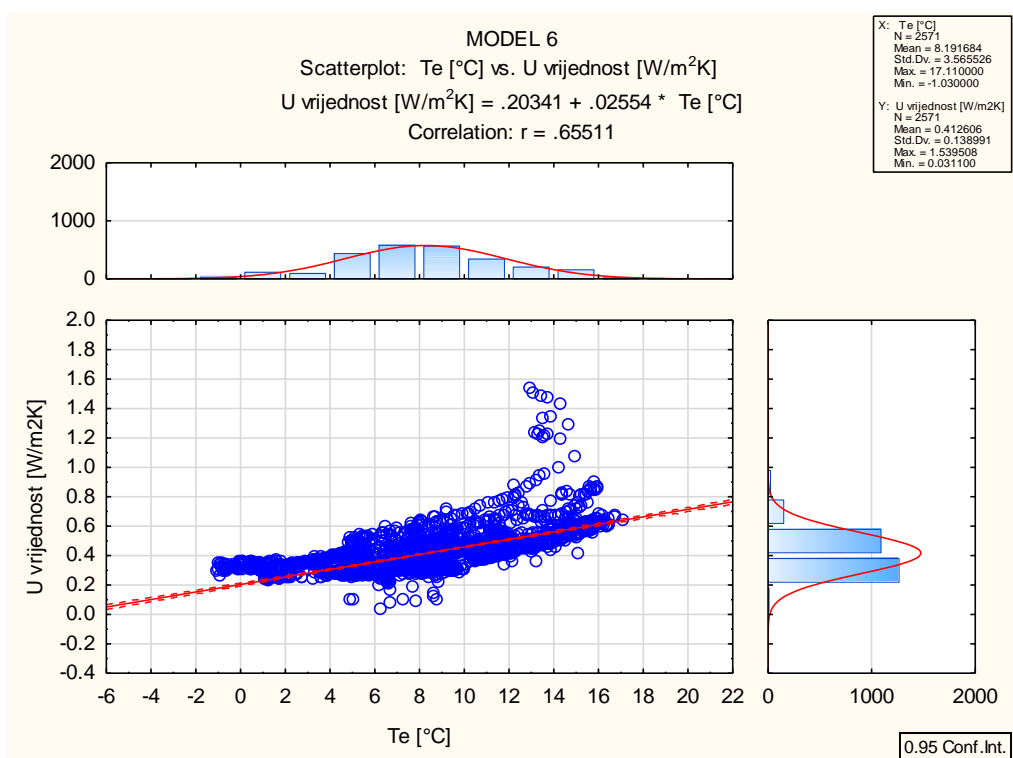 MODEL 6
Scatterplot: Te [°C] vs. U vrijednost [W/m²K]
U vrijednost [W/m²K] = .20341 + .02554 * Te [°C]
Correlation: r = .65511
X: Te [°C]
N = 2571
Mean = 8.191684
Std.Dv. = 3.565526
Max. = 17.110000
Min. = -1.030000
Y: U vrijednost [W/m2K]
N = 2571
Mean = 0.412606
Std.Dv. = 0.138991
Max. = 1.539508
Min. = 0.031100
2000
1000
0
2.0
1.8
1.6
1.4
1.2
1.0
0.8
0.6
0.4
0.2
0.0
-0.2
-0.4
U vrijednost [W/m2K]
-6 -4 -2 0 2 4 6 8 10 12 14 16 18 20 22
Te [°C]
0 1000 2000
0.95 Conf.Int.